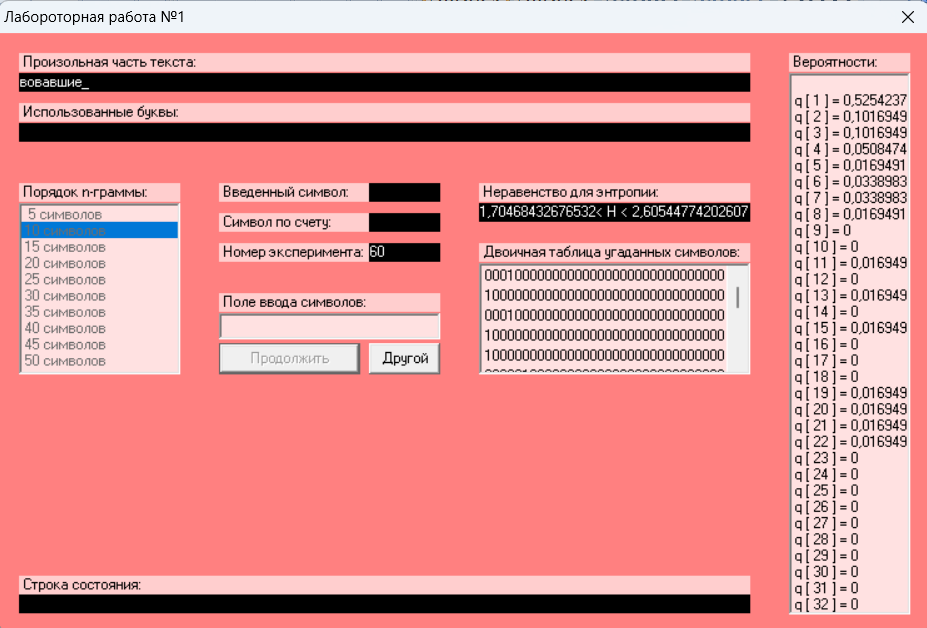 Лабороторная работа №1
Произольная часть текста:
вовавшие_
Использованные буквы:
Порядок n-граммы:
5 символов
10 символов
15 символов
20 символов
25 символов
30 символов
35 символов
40 символов
45 символов
50 символов
Введенный символ:
Символ по счету:
Номер эксперимента: 60
Поле ввода символов:
Продолжить
Другой
Неравенство для энтропии:
1,70468432676532< H < 2,60544774202607
Двоичная таблица угаданных символов:
00010000000000000000000000000000
10000000000000000000000000000000
00010000000000000000000000000000
10000000000000000000000000000000
10000000000000000000000000000000
Строка состояния:
Вероятности:
q [ 1 ] = 0,5254237
q [ 2 ] = 0,1016949
q [ 3 ] = 0,1016949
q [ 4 ] = 0,0508474
q [ 5 ] = 0,0169491
q [ 6 ] = 0,0338983
q [ 7 ] = 0,0338983
q [ 8 ] = 0,0169491
q [ 9 ] = 0
q [ 10 ] = 0
q [ 11 ] = 0,016949
q [ 12 ] = 0
q [ 13 ] = 0,016949
q [ 14 ] = 0
q [ 15 ] = 0,016949
q [ 16 ] = 0
q [ 17 ] = 0
q [ 18 ] = 0
q [ 19 ] = 0,016949
q [ 20 ] = 0,016949
q [ 21 ] = 0,016949
q [ 22 ] = 0,016949
q [ 23 ] = 0
q [ 24 ] = 0
q [ 25 ] = 0
q [ 26 ] = 0
q [ 27 ] = 0
q [ 28 ] = 0
q [ 29 ] = 0
q [ 30 ] = 0
q [ 31 ] = 0
q [ 32 ] = 0